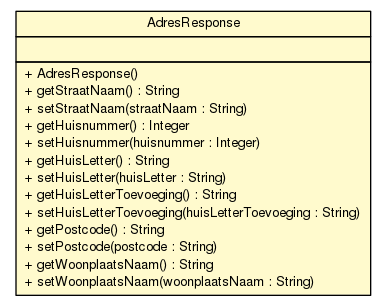 AdresResponse
+ AdresResponse()
+ getStraatNaam() : String
+ setStraatNaam(straatNaam : String)
+ getHuisnummer() : Integer
+ setHuisnummer(huisnummer : Integer)
+ getHuisLetter() : String
+ setHuisLetter(huisLetter : String)
+ getHuisLetterToevoeging() : String
+ setHuisLetterToevoeging(huisLetterToevoeging : String)
+ getPostcode() : String
+ setPostcode(postcode : String)
+ getWoonplaatsNaam() : String
+ setWoonplaatsNaam(woonplaatsNaam : String)